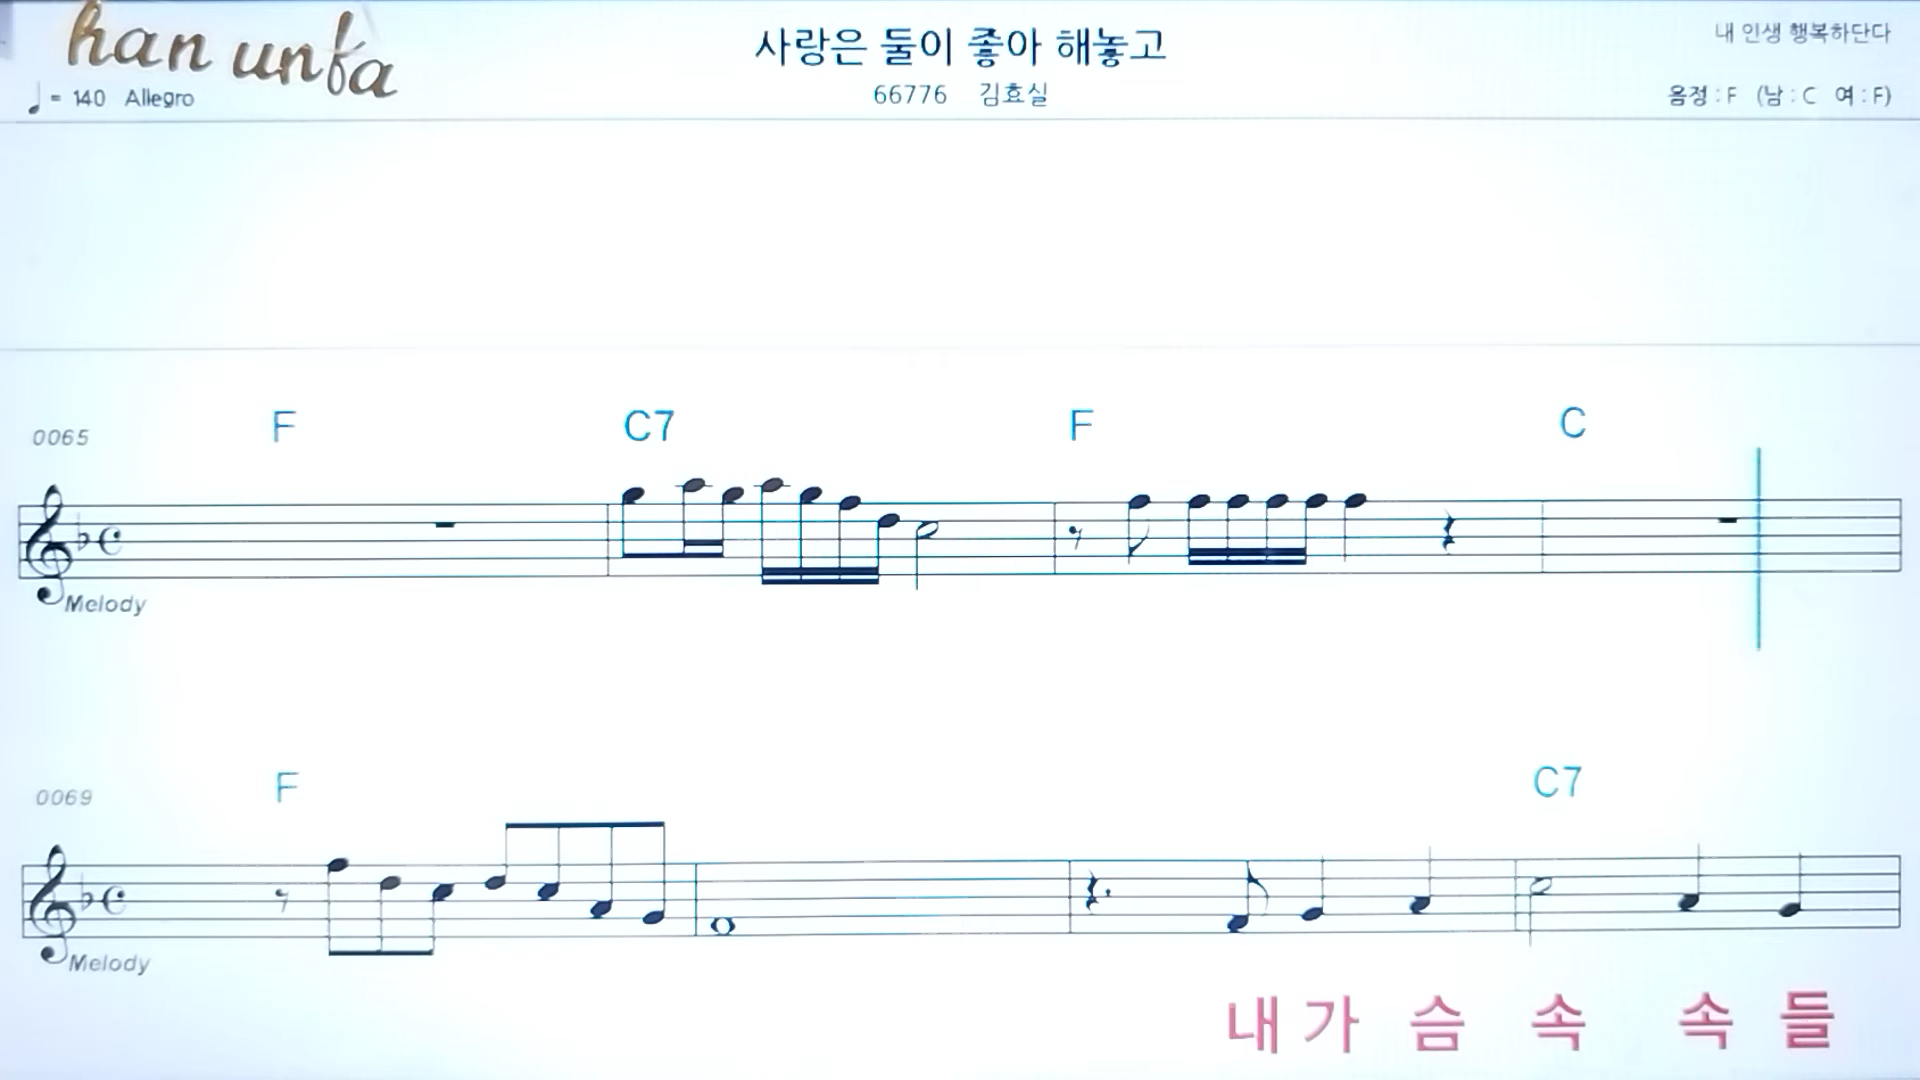 han unfa
사랑은 둘이 좋아 해놓고
내 인생 행복하단다
♩= 140 Allegro
66776 김효실
음정 : F (남 : C 여 : F)
0065 F C7 F C
Melody
0069 F C7
Melody
내 가 슴 속 속 들